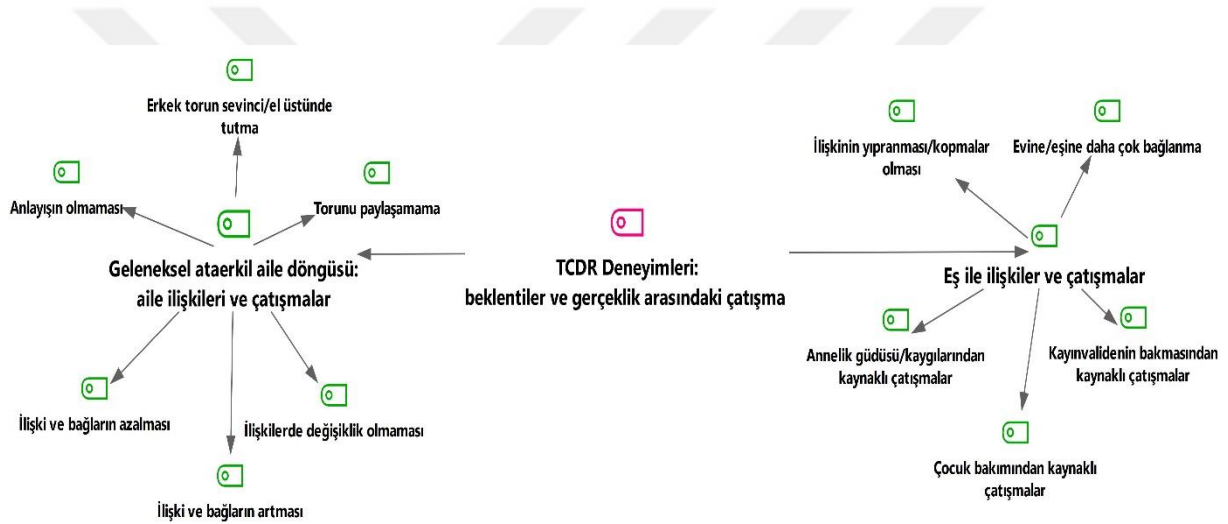 Erkek torun sevinci/el üstünde
tutma
Anlayışın olmaması
Torunu paylaşamama
Geleneksel ataerkil aile döngüsü:
aile ilişkileri ve çatışmalar
İlişki ve bağların azalması
İlişkilerde değişiklik olmaması
İlişki ve bağların artması
TCDR Deneyimleri:
beklentiler ve gerçeklik arasındaki çatışma
İlişkinin yıpranması/kopmalar
olması
Evine/eşine daha çok bağlanma
Eş ile ilişkiler ve çatışmalar
Annelik güdüsü/kaygılarından
kaynaklı çatışmalar
Kayınvalidenin bakmasından
kaynaklı çatışmalar
Çocuk bakımından kaynaklı
çatışmalar